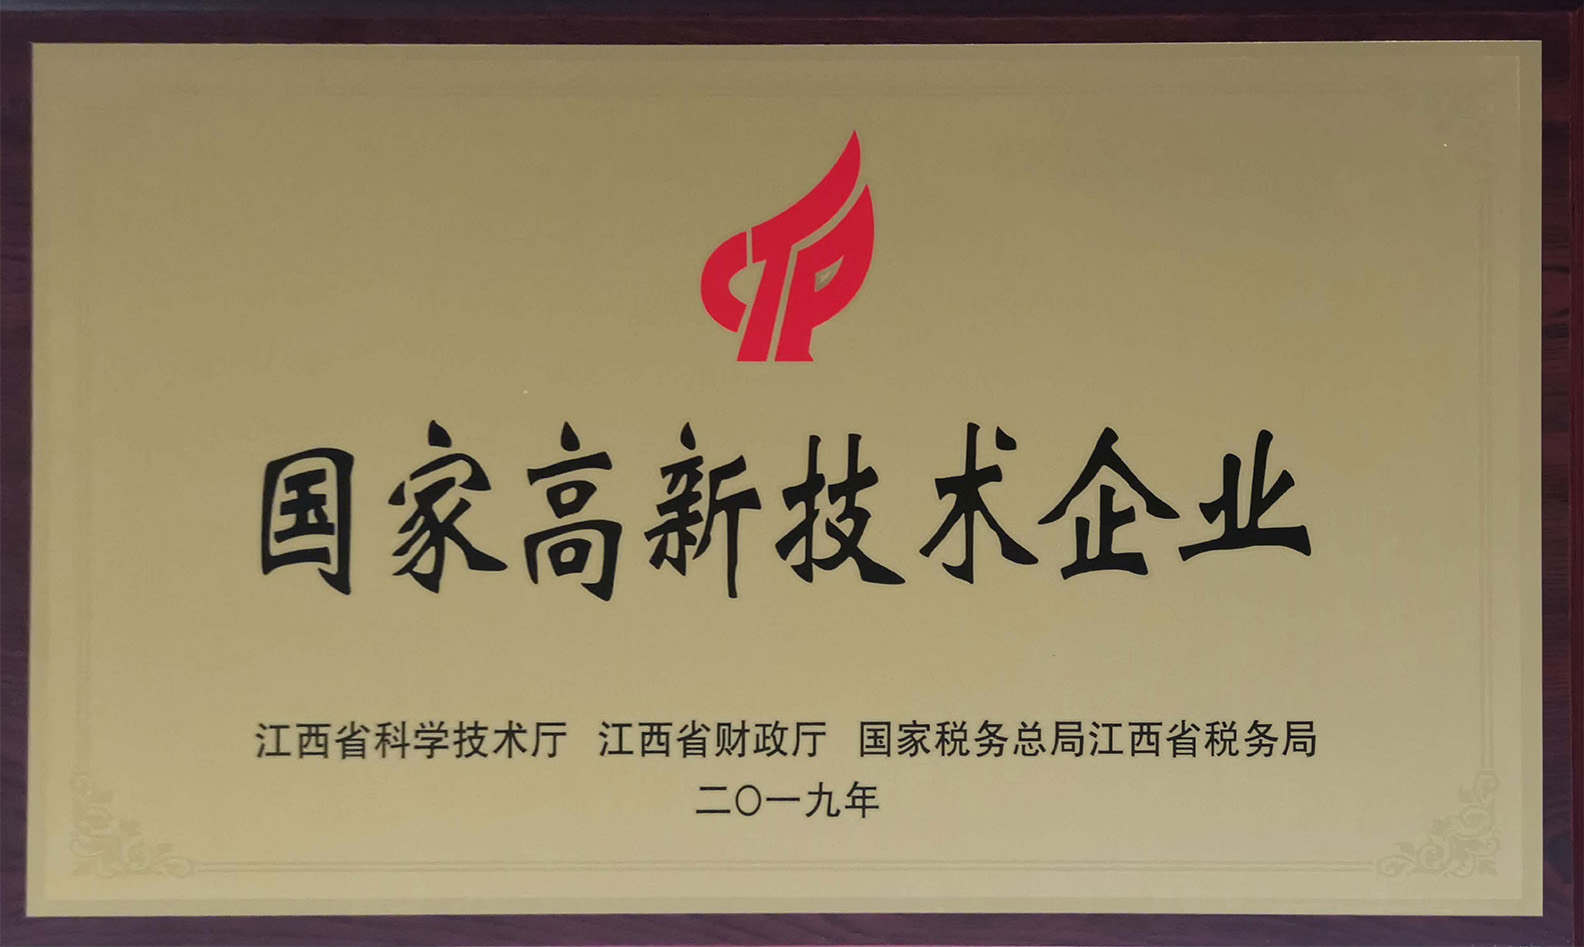 CTP
国家高新技术企业
江西省科学技术厅 江西省财政厅 国家税务总局江西省税务局
二〇一九年